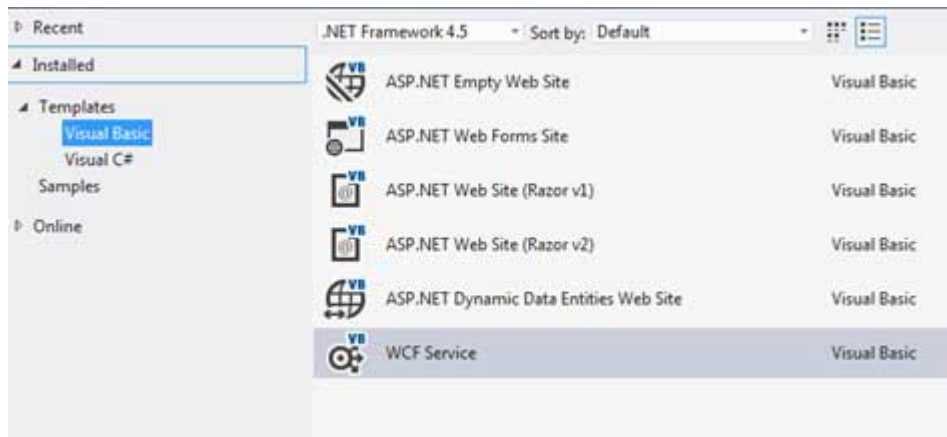 Recent
Installed
Templates
Visual Basic
Visual C#
Samples
Online
.NET Framework 4.5 Sort by: Default
VB ASP.NET Empty Web Site Visual Basic
VB ASP.NET Web Forms Site Visual Basic
VB @ ASP.NET Web Site (Razor v1) Visual Basic
VB @ ASP.NET Web Site (Razor v2) Visual Basic
VB ASP.NET Dynamic Data Entities Web Site Visual Basic
VB WCF Service Visual Basic